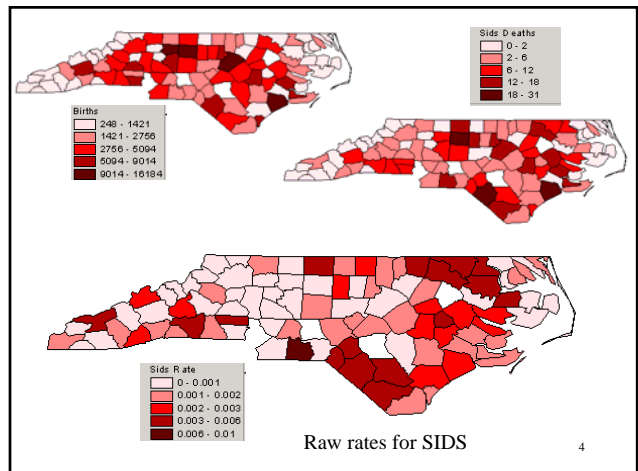 Sids Deaths
0 - 2
2 - 6
6 - 12
12 - 18
18 - 31
Births
248 - 1421
1421 - 2756
2756 - 5094
5094 - 9014
9014 - 16184
Sids Rate
0 - 0.001
0.001 - 0.002
0.002 - 0.003
0.003 - 0.006
0.006 - 0.01
Raw rates for SIDS
4